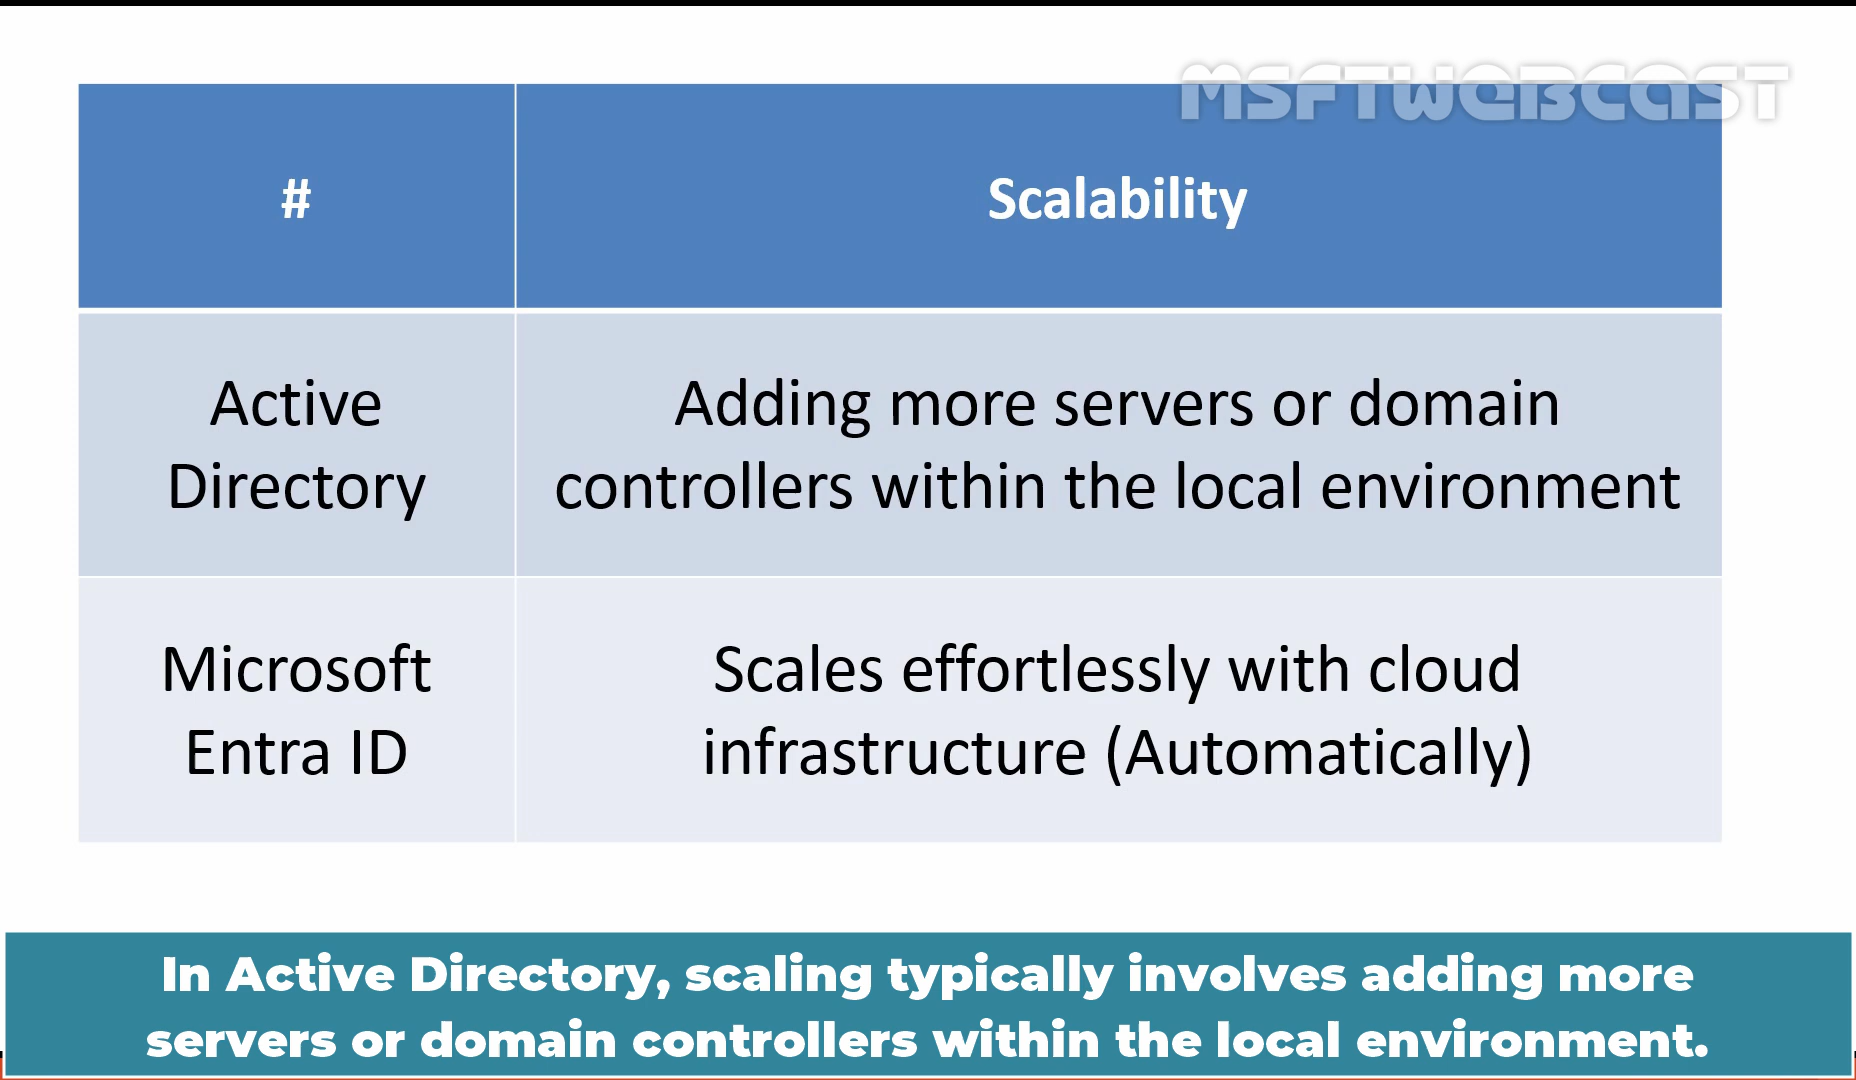 MSFTWEBCAST
#
Scalability
Active
Directory
Adding more servers or domain
controllers within the local environment
Microsoft
Entra ID
Scales effortlessly with cloud
infrastructure (Automatically)
In Active Directory, scaling typically involves adding more
servers or domain controllers within the local environment.